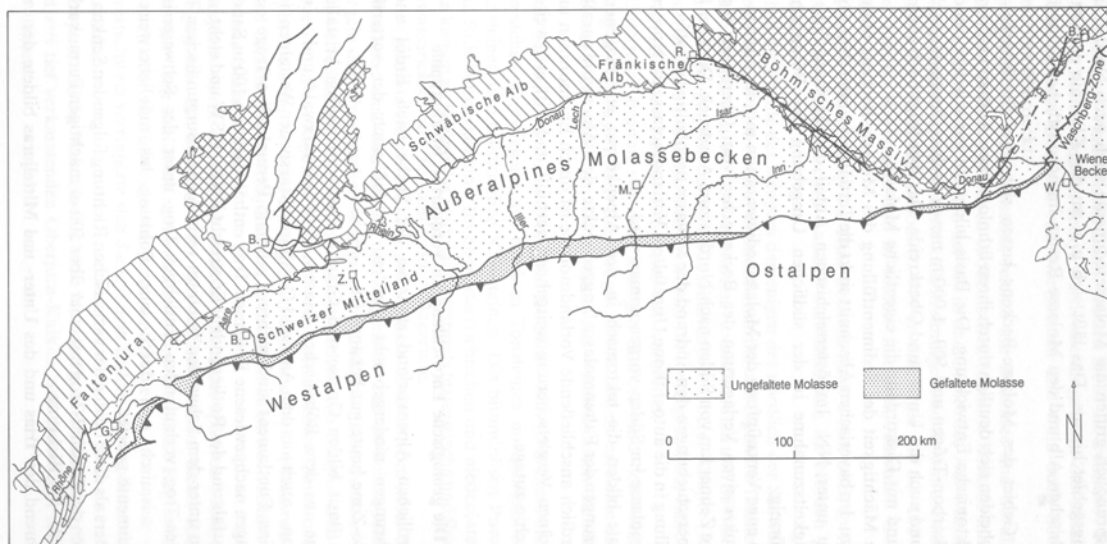 R.
Fränkische Alb
Schwäbische Alb
Böhmisches Massiv
B.
Waschberg-Zone
Wiener Becken
W.
Donau
Donau
Lech
Isar
Inn
Iller
M.
Außeralpines Molassebecken
Rhein
B.
Z.
Aare
B.
Schweizer Mittelland
Ostalpen
Westalpen
Faltenjura
G.
Rhône
Ungefaltete Molasse
Gefaltete Molasse
0 100 200 km
N